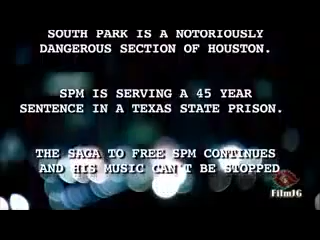 SOUTH PARK IS A NOTORIOUSLY
DANGEROUS SECTION OF HOUSTON.
SPM IS SERVING A 45 YEAR
SENTENCE IN A TEXAS STATE PRISON.
THE SAGA TO FREE SPM CONTINUES
AND HIS MUSIC CAN'T BE STOPPED
FilmJG